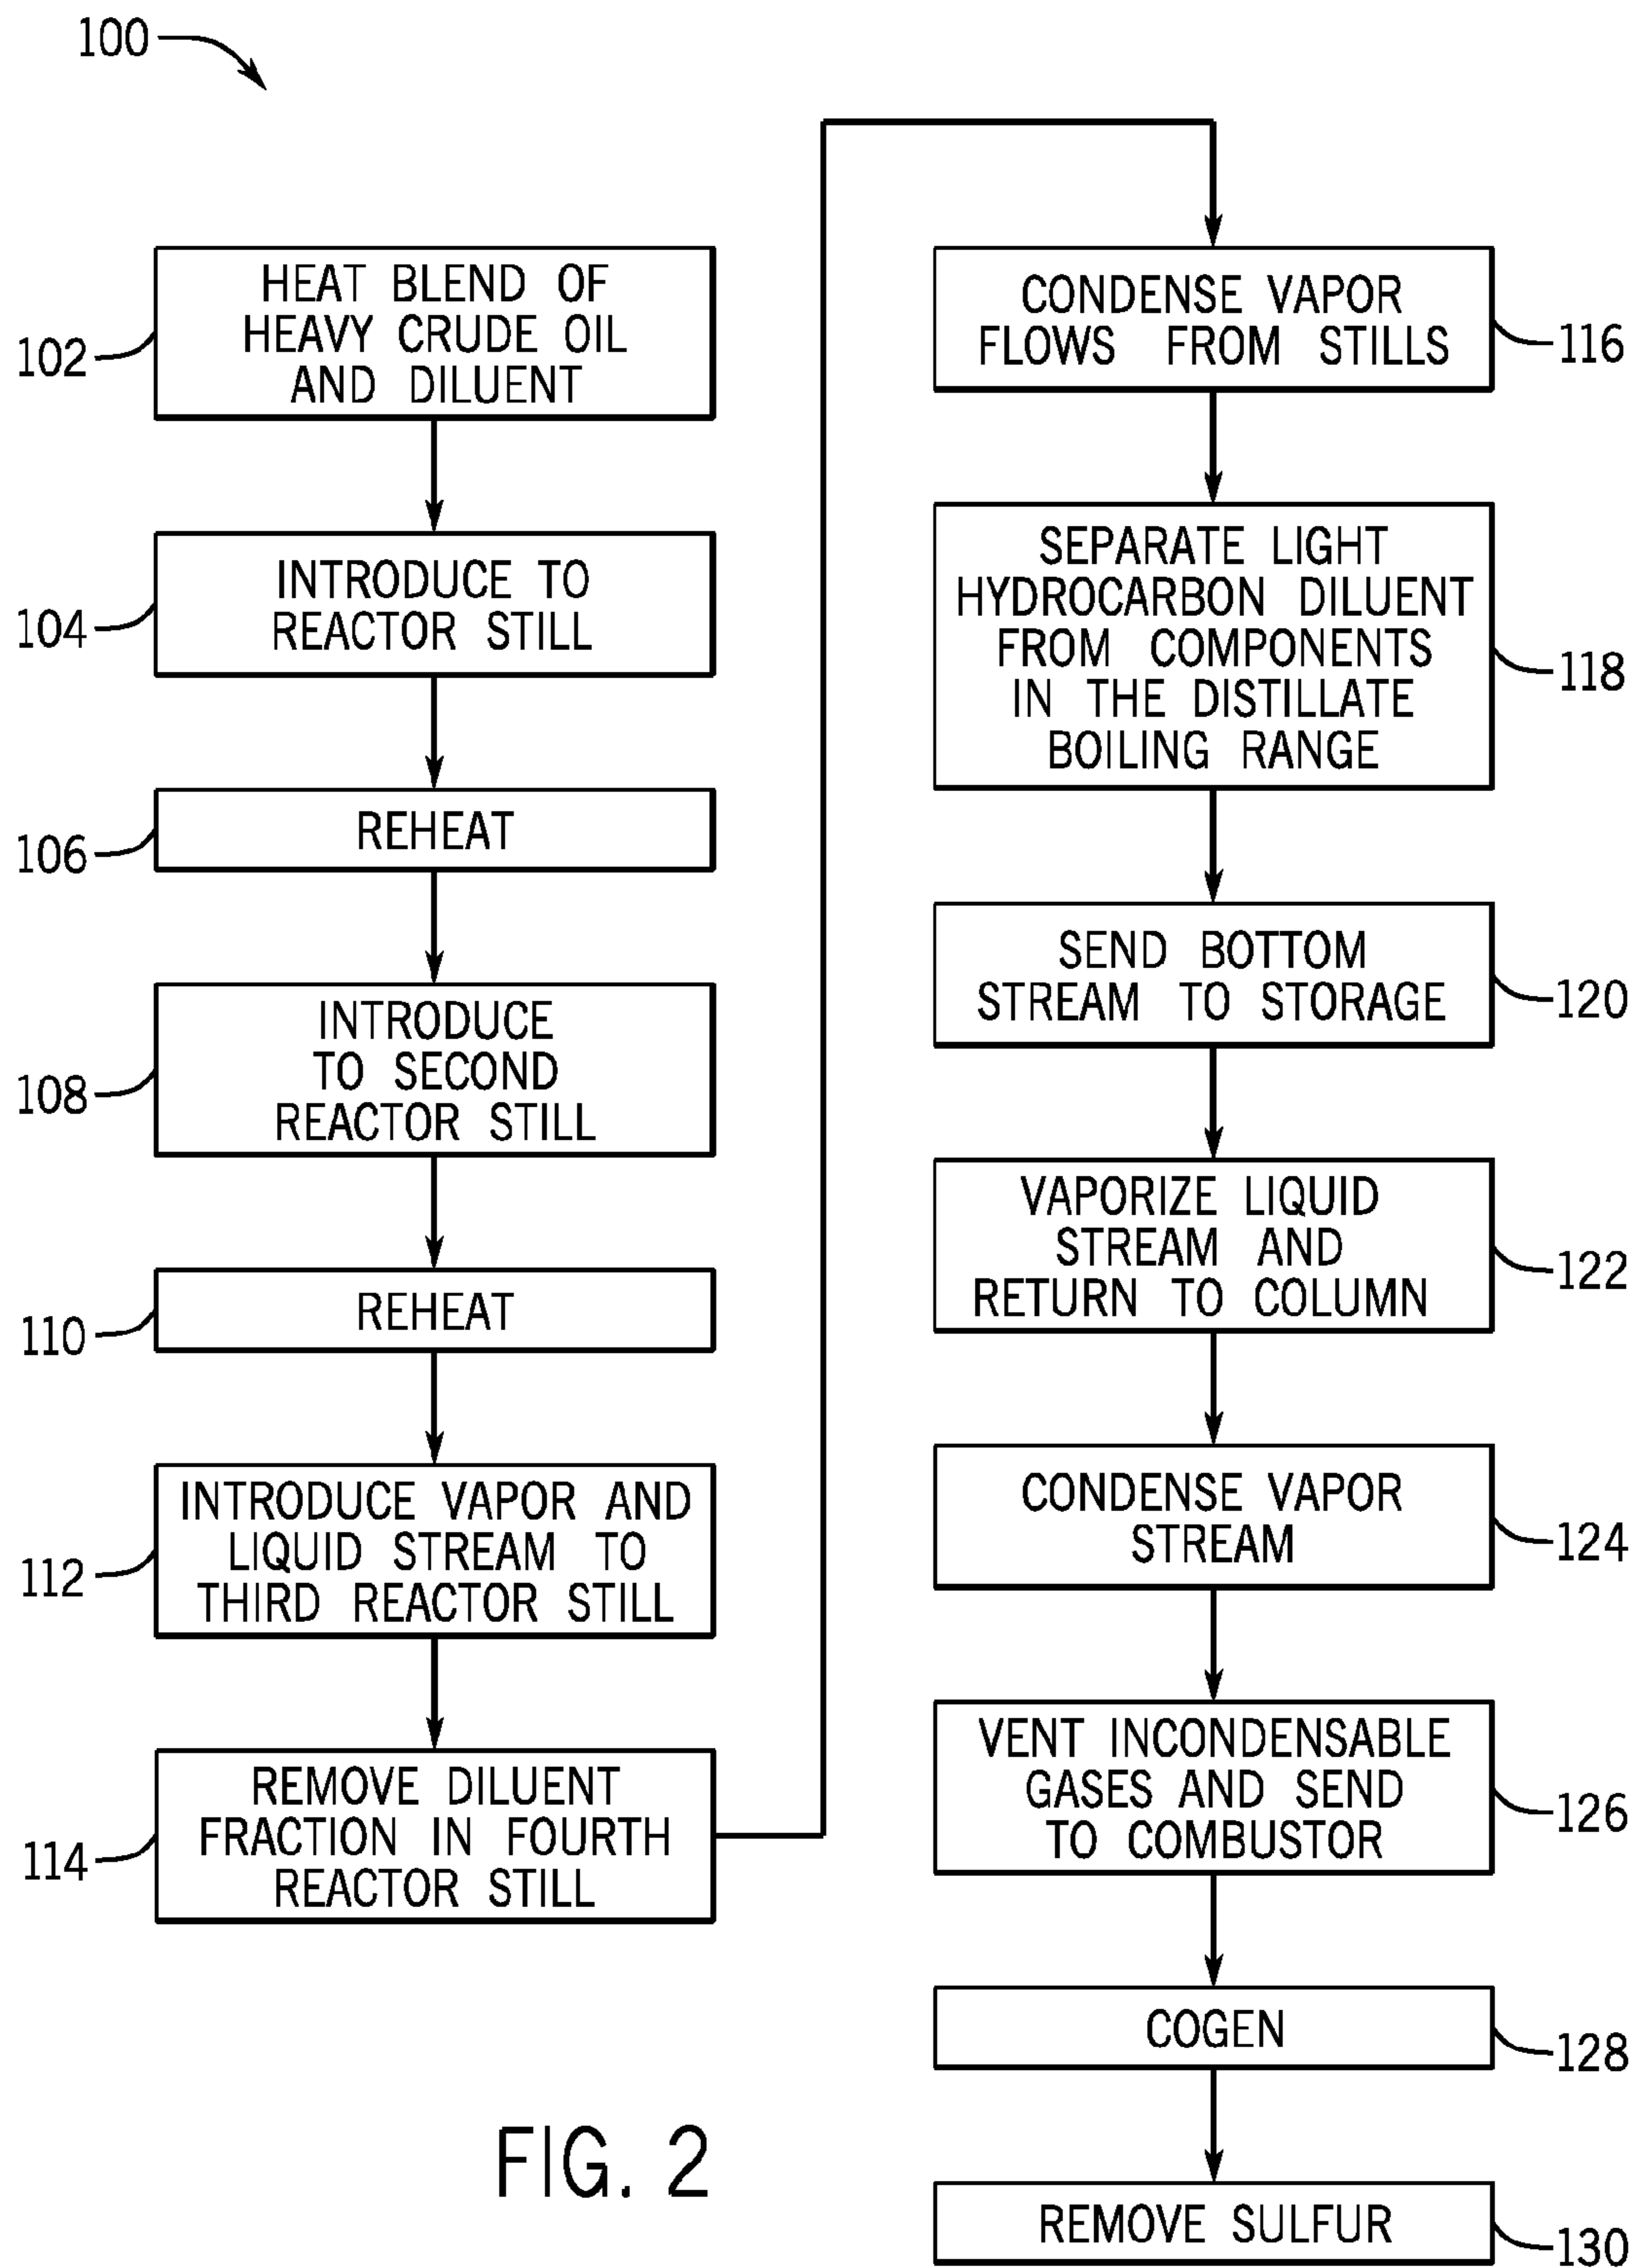 100
HEAT BLEND OF
HEAVY CRUDE OIL
AND DILUENT
102
INTRODUCE TO
REACTOR STILL
104
REHEAT
106
INTRODUCE
TO SECOND
REACTOR STILL
108
REHEAT
110
INTRODUCE VAPOR AND
LIQUID STREAM TO
THIRD REACTOR STILL
112
REMOVE DILUENT
FRACTION IN FOURTH
REACTOR STILL
114
CONDENSE VAPOR
FLOWS FROM STILLS
116
SEPARATE LIGHT
HYDROCARBON DILUENT
FROM COMPONENTS
IN THE DISTILLATE
BOILING RANGE
118
SEND BOTTOM
STREAM TO STORAGE
120
VAPORIZE LIQUID
STREAM AND
RETURN TO COLUMN
122
CONDENSE VAPOR
STREAM
124
VENT INCONDENSABLE
GASES AND SEND
TO COMBUSTOR
126
COGEN
128
REMOVE SULFUR
130
FIG. 2